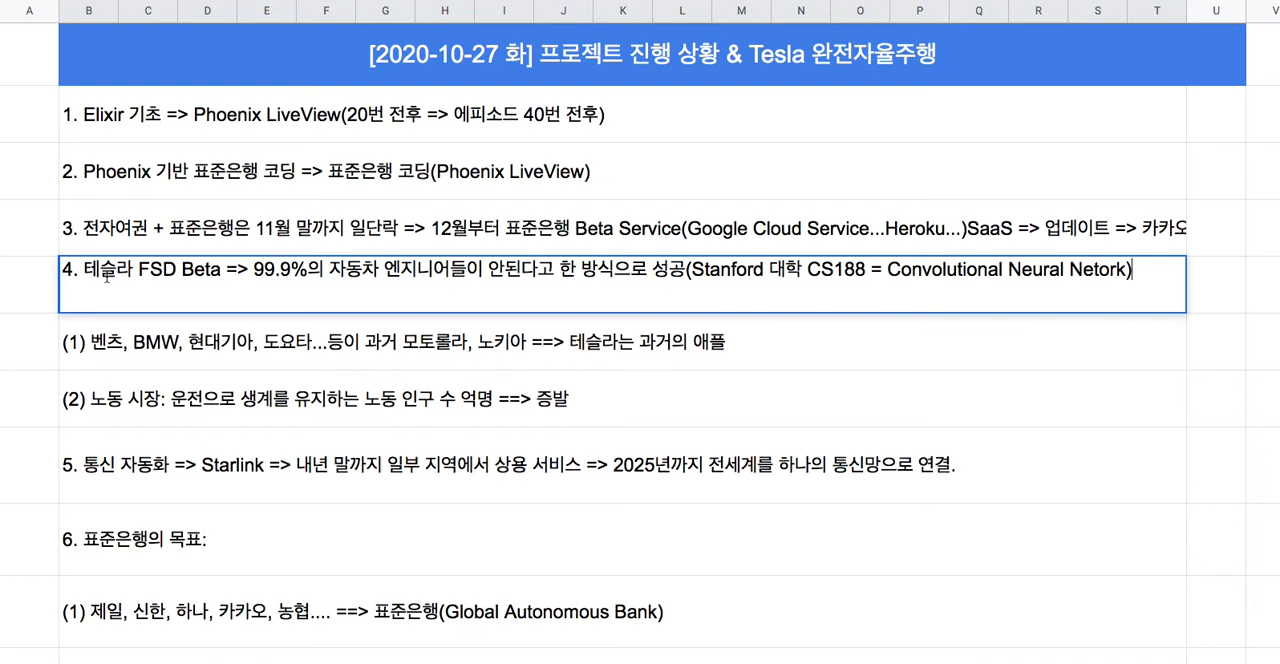 A B C D E F G H I J K L M N O P Q R S T U V
[2020-10-27 화] 프로젝트 진행 상황 & Tesla 완전자율주행
1. Elixir 기초 => Phoenix LiveView(20번 전후 => 에피소드 40번 전후)
2. Phoenix 기반 표준은행 코딩 => 표준은행 코딩(Phoenix LiveView)
3. 전자여권 + 표준은행은 11월 말까지 일단락 => 12월부터 표준은행 Beta Service(Google Cloud Service...Heroku...)SaaS => 업데이트 => 카카오
4. 테슬라 FSD Beta => 99.9%의 자동차 엔지니어들이 안된다고 한 방식으로 성공(Stanford 대학 CS188 = Convolutional Neural Netork)
(1) 벤츠, BMW, 현대기아, 도요타...등이 과거 모토롤라, 노키아 ==> 테슬라는 과거의 애플
(2) 노동 시장: 운전으로 생계를 유지하는 노동 인구 수 억명 ==> 증발
5. 통신 자동화 => Starlink => 내년 말까지 일부 지역에서 상용 서비스 => 2025년까지 전세계를 하나의 통신망으로 연결.
6. 표준은행의 목표:
(1) 제일, 신한, 하나, 카카오, 농협.... ==> 표준은행(Global Autonomous Bank)